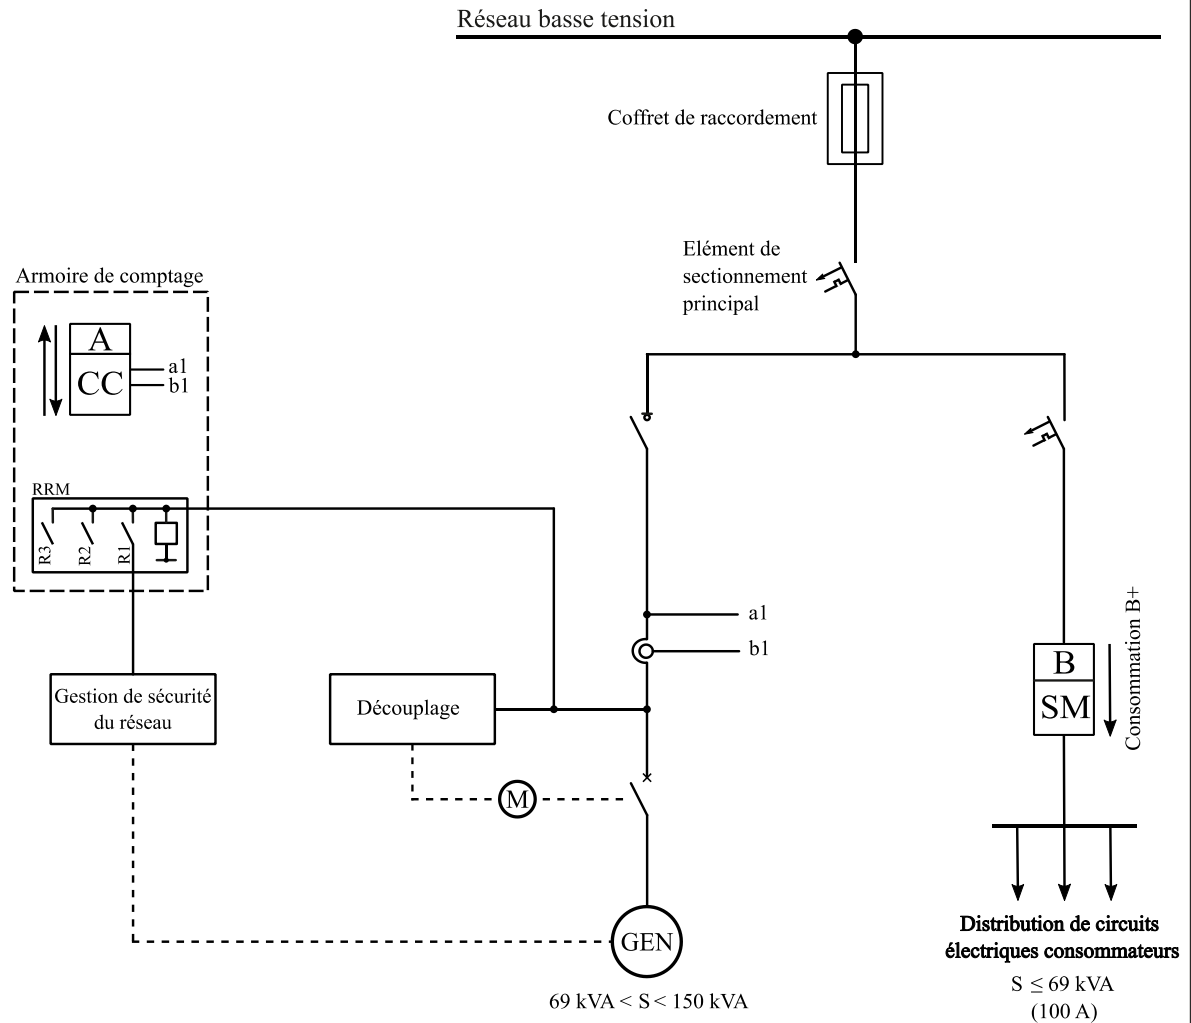 Réseau basse tension
Coffret de raccordement
Elément de
sectionnement
principal
Armoire de comptage
A
CC
a1
b1
RRM
R3
R2
R1
a1
b1
Gestion de sécurité
du réseau
Découplage
M
GEN
69 kVA < S < 150 kVA
B
SM
Consommation B+
Distribution de circuits
électriques consommateurs
S ≤ 69 kVA
(100 A)